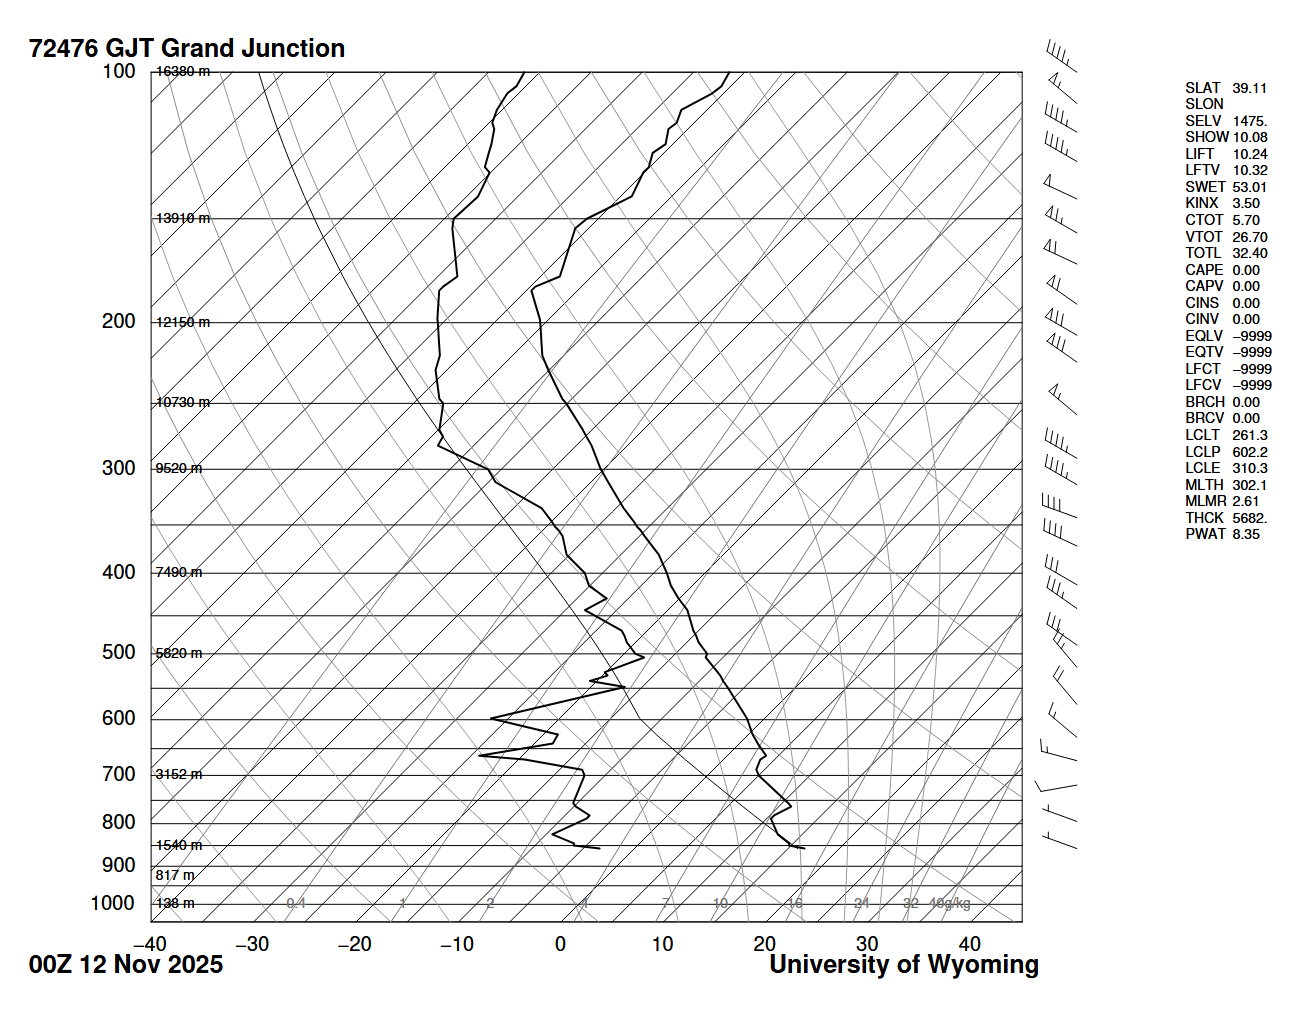 72476 GJT Grand Junction
100
16380 m
13910 m
200
12150 m
10730 m
300
9520 m
400
7490 m
500
5820 m
600
700
3152 m
800
1540 m
900
817 m
1000
138 m
0.4 1 2 4 7 10 16 24 32 40g/kg
−40 −30 −20 −10 0 10 20 30 40
00Z 12 Nov 2025
University of Wyoming
SLAT 39.11
SLON
SELV 1475.
SHOW 10.08
LIFT 10.24
LFTV 10.32
SWET 53.01
KINX 3.50
CTOT 5.70
VTOT 26.70
TOTL 32.40
CAPE 0.00
CAPV 0.00
CINS 0.00
CINV 0.00
EQLV −9999
EQTV −9999
LFCT −9999
LFCV −9999
BRCH 0.00
BRCV 0.00
LCLT 261.3
LCLP 602.2
LCLE 310.3
MLTH 302.1
MLMR 2.61
THCK 5682.
PWAT 8.35